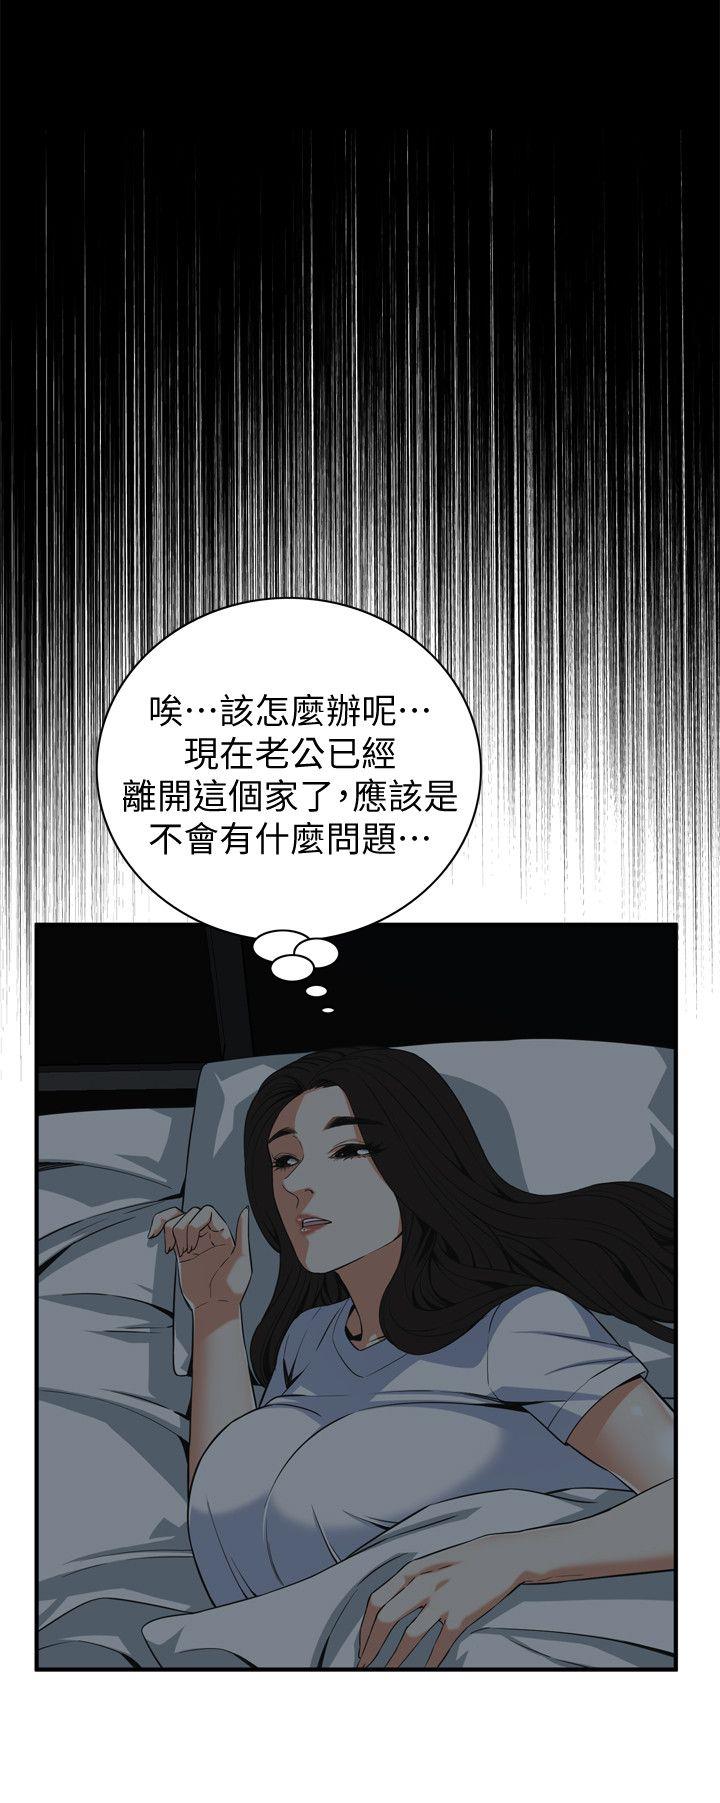 唉⋯該怎麼辦呢⋯
現在老公已經
離開這個家了，應該是
不會有什麼問題⋯